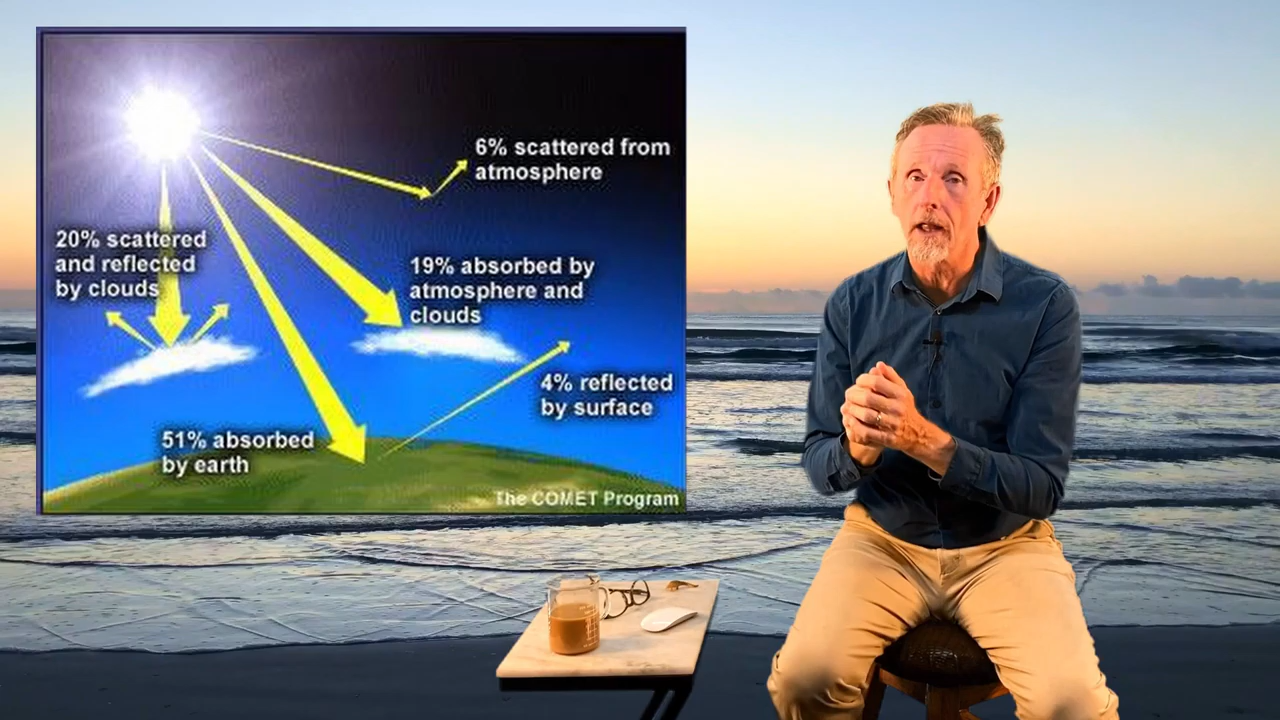 6% scattered from
atmosphere
20% scattered
and reflected
by clouds
19% absorbed by
atmosphere and
clouds
4% reflected
by surface
51% absorbed
by earth
The COMET Program